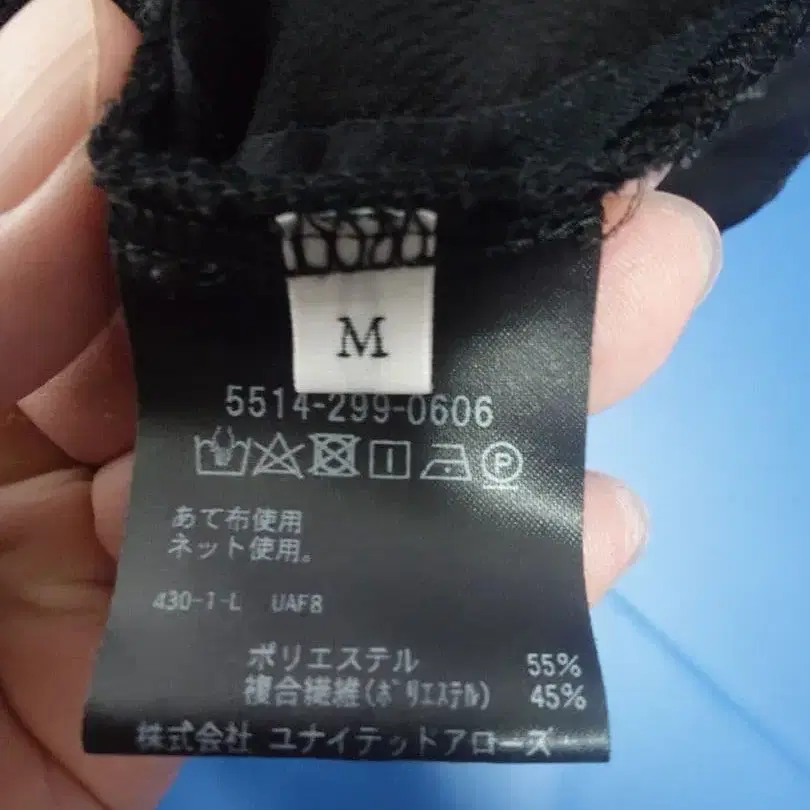 M
5514-299-0606
P
あて布使用
ネット使用。
430-1-L UAF8
ポリエステル 55%
複合繊維(ポリエステル) 45%
株式会社 ユナイテッドアローズ